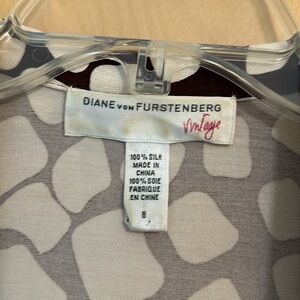 DIANE VON FURSTENBERG
vintage
100% SILK
MADE IN
CHINA
100% SOIE
FABRIQUE
EN CHINE
8